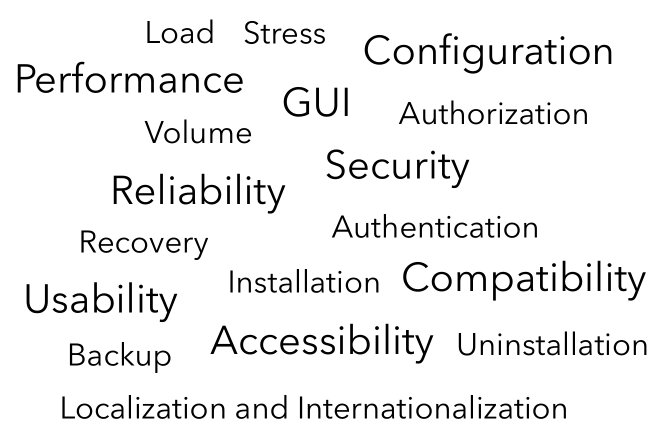 Load Stress
Configuration
Performance
GUI
Authorization
Volume
Security
Reliability
Authentication
Recovery
Installation Compatibility
Usability
Accessibility Uninstallation
Backup
Localization and Internationalization